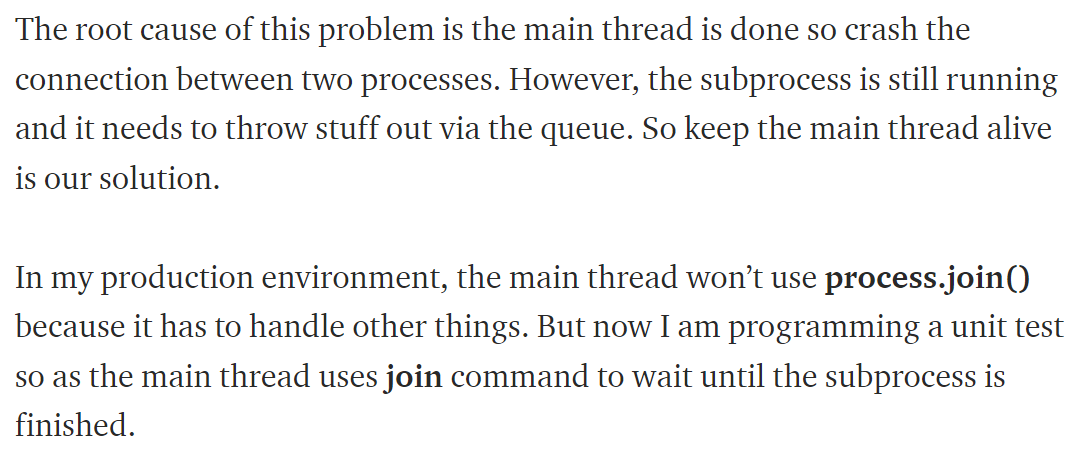 The root cause of this problem is the main thread is done so crash the
connection between two processes. However, the subprocess is still running
and it needs to throw stuff out via the queue. So keep the main thread alive
is our solution.
In my production environment, the main thread won’t use process.join()
because it has to handle other things. But now I am programming a unit test
so as the main thread uses join command to wait until the subprocess is
finished.